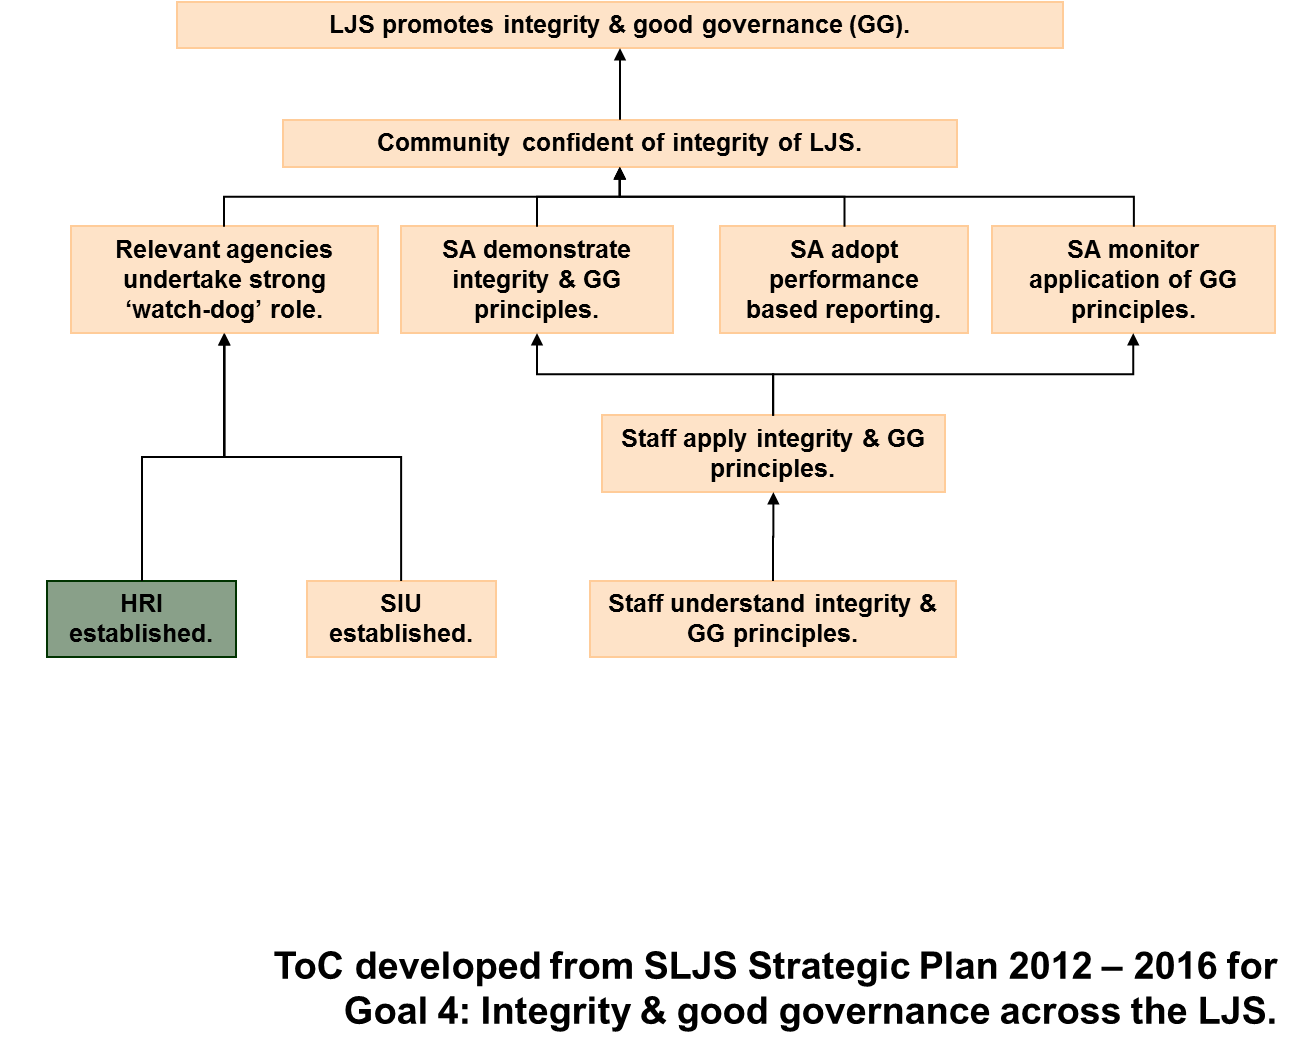 LJS promotes integrity & good governance (GG).
Community confident of integrity of LJS.
Relevant agencies
undertake strong
‘watch-dog’ role.
SA demonstrate
integrity & GG
principles.
SA adopt
performance
based reporting.
SA monitor
application of GG
principles.
Staff apply integrity & GG
principles.
HRI
established.
SIU
established.
Staff understand integrity &
GG principles.
ToC developed from SLJS Strategic Plan 2012 – 2016 for
Goal 4: Integrity & good governance across the LJS.